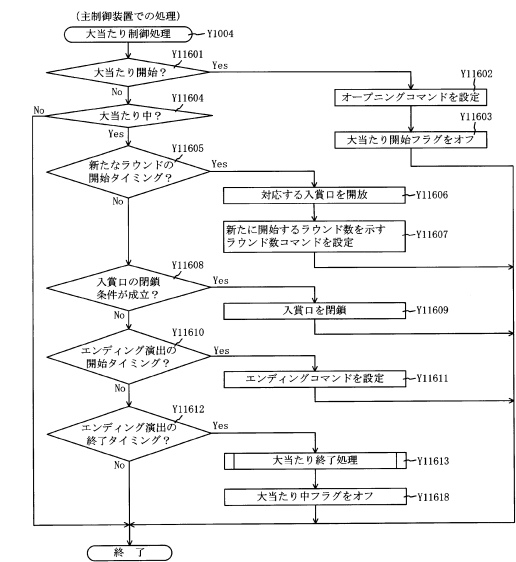 (主制御装置での処理)
大当たり制御処理
Y1004
Y11601
大当たり開始?
Yes
No
Y11602
オープニングコマンドを設定
Y11603
大当たり開始フラグをオフ
Y11604
大当たり中?
No
Yes
Y11605
新たなラウンドの
開始タイミング?
Yes
No
対応する入賞口を開放
Y11606
新たに開始するラウンド数を示す
ラウンド数コマンドを設定
Y11607
Y11608
入賞口の閉鎖
条件が成立?
Yes
No
入賞口を閉鎖
Y11609
Y11610
エンディング演出の
開始タイミング?
Yes
No
エンディングコマンドを設定
Y11611
Y11612
エンディング演出の
終了タイミング?
Yes
No
大当たり終了処理
Y11613
大当たり中フラグをオフ
Y11618
終了